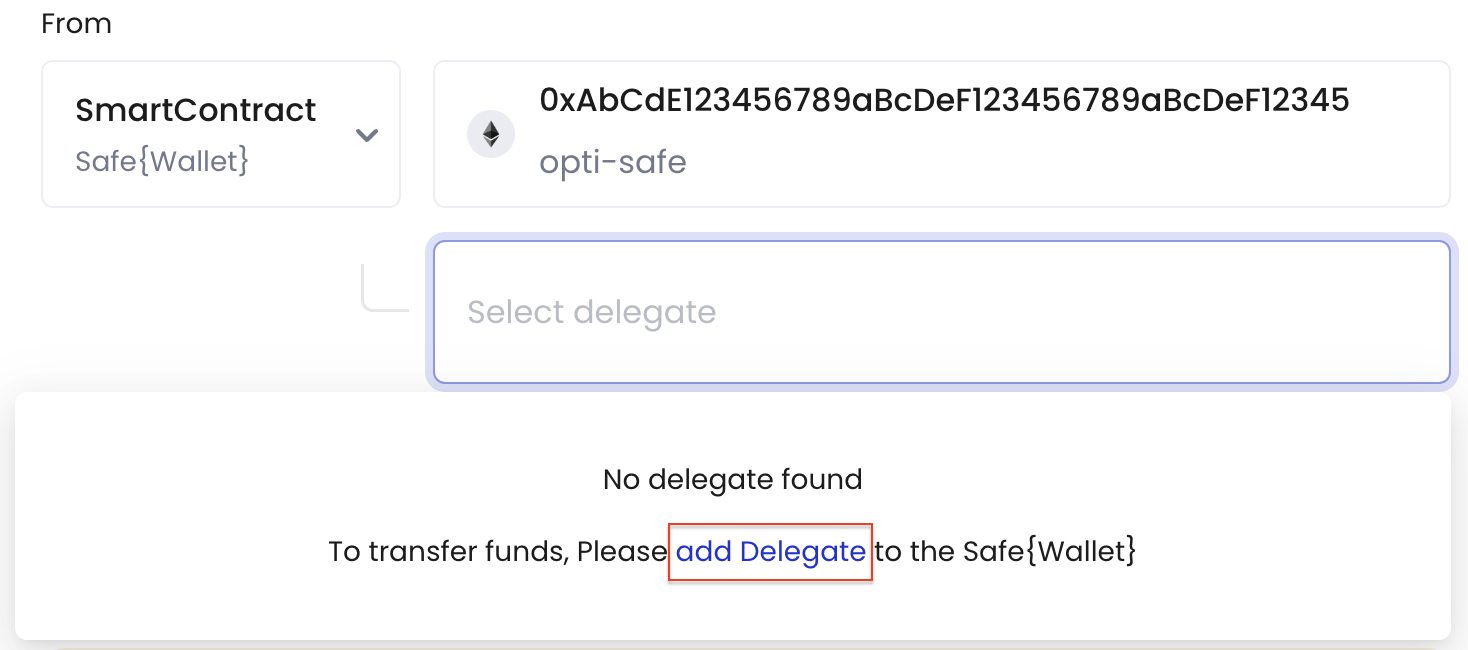 From
SmartContract
Safe{Wallet}
0xAbCdE123456789aBcDeF123456789aBcDeF12345
opti-safe
Select delegate
No delegate found
To transfer funds, Please add Delegate to the Safe{Wallet}